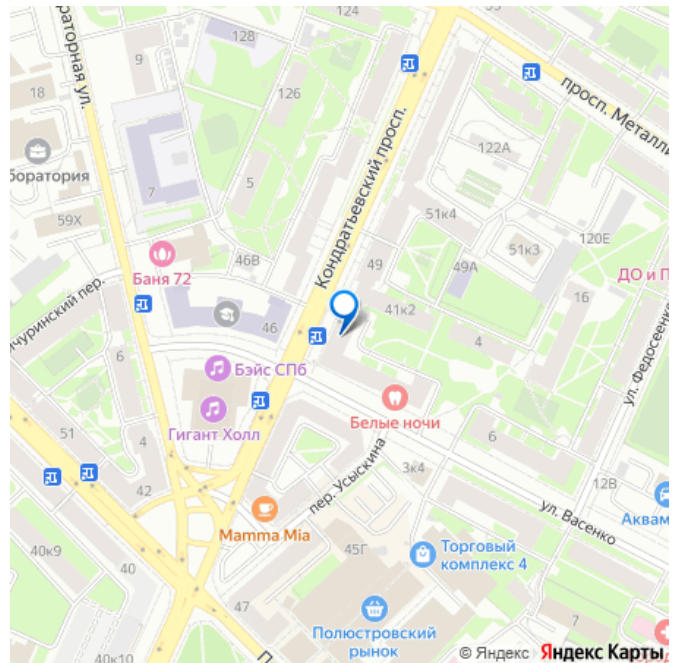 124
128
аторная ул.
9
126
18
просп. Металли
Кондратьевский просп.
122А
боратория
7
5
51к4
59Х
120Е
51к3
46В
49
49А
ДО и П
Баня 72
16
чуринский пер.
41к2
46
4
6
Бэйс СПб
ул. Федосеенко
Белые ночи
Гигант Холл
51
4
6
3к4
пер. Усыскина
42
12В
ул. Васенко
Аквам
Mamma Mia
40к9
45Г
Торговый
комплекс 4
40
47
7
Полюстровский
рынок
40к10
П
© Яндекс Яндекс Карты